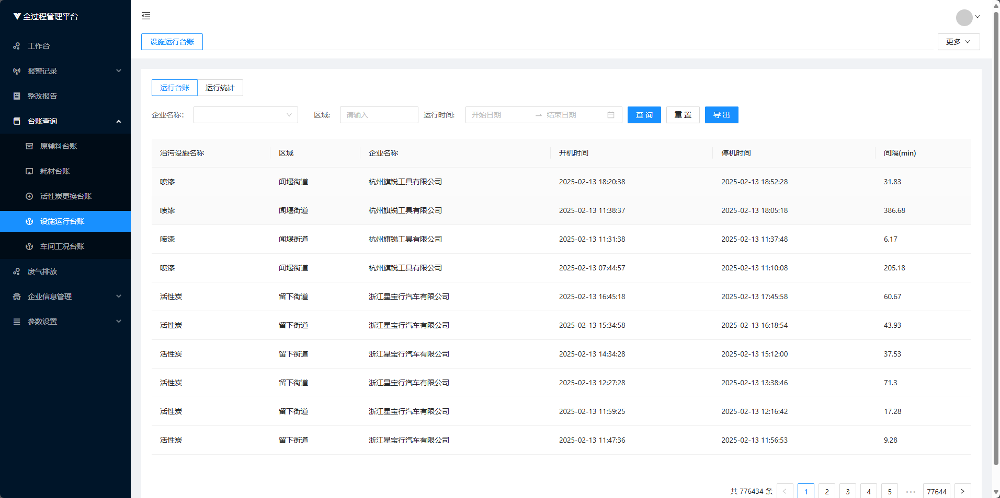 全过程管理平台
工作台
报警记录
整改报告
台账查询
原辅料台账
耗材台账
活性炭更换台账
设施运行台账
车间工况台账
废气排放
企业信息管理
参数设置
设施运行台账
更多
运行台账 运行统计
企业名称: 区域: 请输入 运行时间: 开始日期 结束日期 查 询 重 置 导 出
治污设施名称 区域 企业名称 开机时间 停机时间 间隔(min)
喷漆 闻堰街道 杭州旗锐工具有限公司 2025-02-13 18:20:38 2025-02-13 18:52:28 31.83
喷漆 闻堰街道 杭州旗锐工具有限公司 2025-02-13 11:38:37 2025-02-13 18:05:18 386.68
喷漆 闻堰街道 杭州旗锐工具有限公司 2025-02-13 11:31:38 2025-02-13 11:37:48 6.17
喷漆 闻堰街道 杭州旗锐工具有限公司 2025-02-13 07:44:57 2025-02-13 11:10:08 205.18
活性炭 留下街道 浙江星宝行汽车有限公司 2025-02-13 16:45:18 2025-02-13 17:45:58 60.67
活性炭 留下街道 浙江星宝行汽车有限公司 2025-02-13 15:34:58 2025-02-13 16:18:54 43.93
活性炭 留下街道 浙江星宝行汽车有限公司 2025-02-13 14:34:28 2025-02-13 15:12:00 37.53
活性炭 留下街道 浙江星宝行汽车有限公司 2025-02-13 12:27:28 2025-02-13 13:38:46 71.3
活性炭 留下街道 浙江星宝行汽车有限公司 2025-02-13 11:59:25 2025-02-13 12:16:42 17.28
活性炭 留下街道 浙江星宝行汽车有限公司 2025-02-13 11:47:36 2025-02-13 11:56:53 9.28
共 776434 条 1 2 3 4 5 ••• 77644